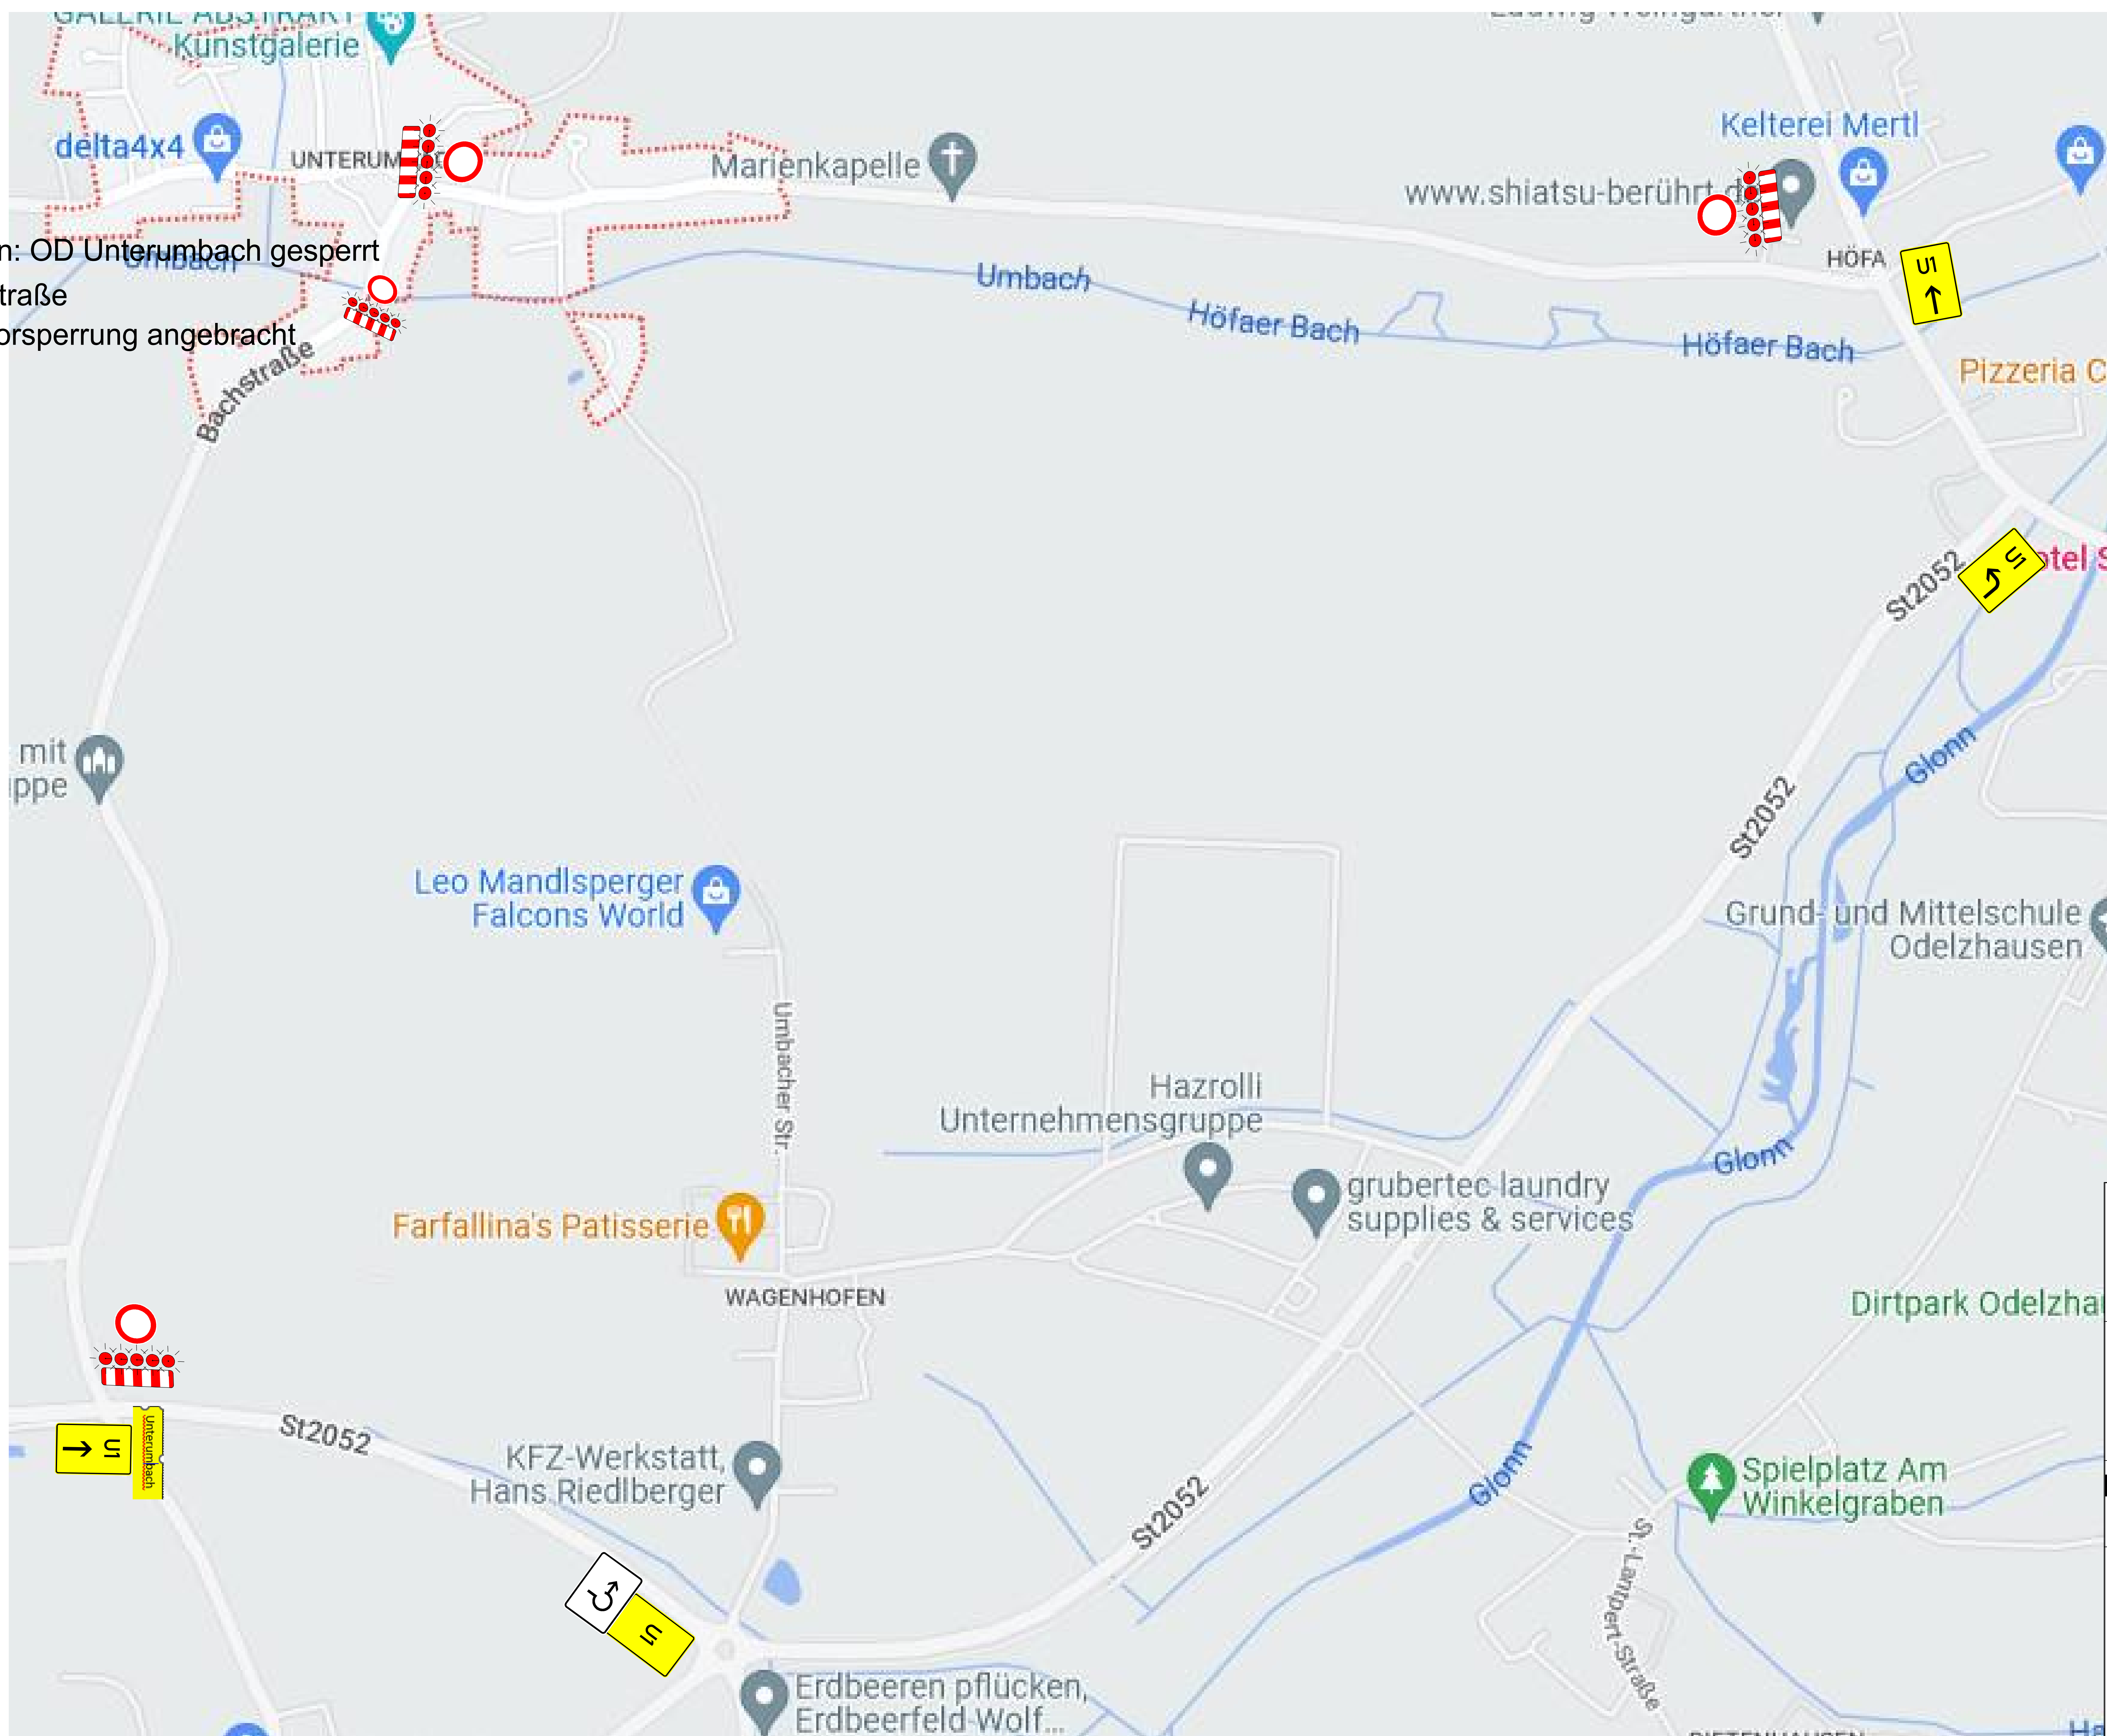 Kunstgalerie
delta4x4
Marienkapelle
Kelterei Mertl
www.shiatsu-berührt.de
HÖFA
U1
n: OD Unterumbach gesperrt
Umbach
traße
orsperrung angebracht
Bachstraße
Umbach
Höfaer Bach
Höfaer Bach
Pizzeria C
St2052
U1
otel S
mit
ppe
Glonn
St2052
Leo Mandlsperger
Falcons World
Grund- und Mittelschule
Odelzhausen
Umbacher Str.
Hazrolli
Unternehmensgruppe
Glonn
grubertec laundry
supplies & services
Farfallina's Patisserie
WAGENHOFEN
Dirtpark Odelzha
St2052
U1
Unterumbach
KFZ-Werkstatt,
Hans Riedlberger
St2052
Glonn
Spielplatz Am
Winkelgraben
U1
St.-Lantpert-Straße
Erdbeeren pflücken,
Erdbeerfeld Wolf...